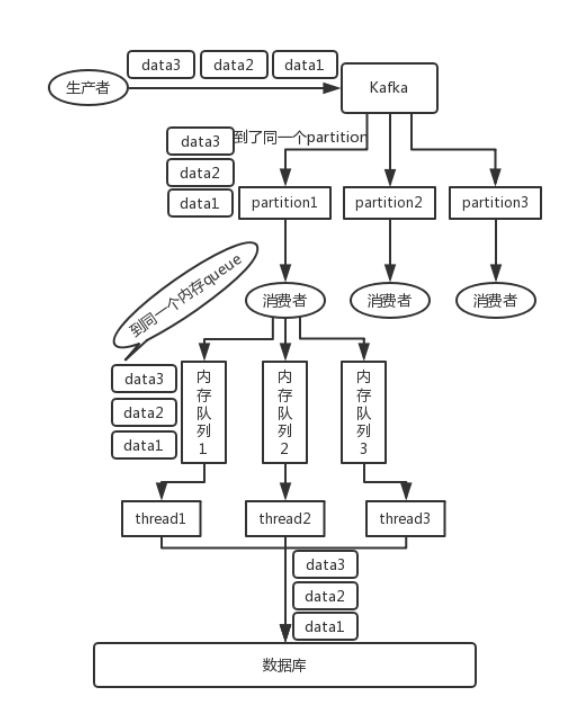 data3 data2 data1
生产者
Kafka
data3
到了同一个partition
data2
data1
partition1 partition2 partition3
到同一个内存queue
消费者 消费者 消费者
data3
data2
data1
内存队列1
内存队列2
内存队列3
thread1 thread2 thread3
data3
data2
data1
数据库